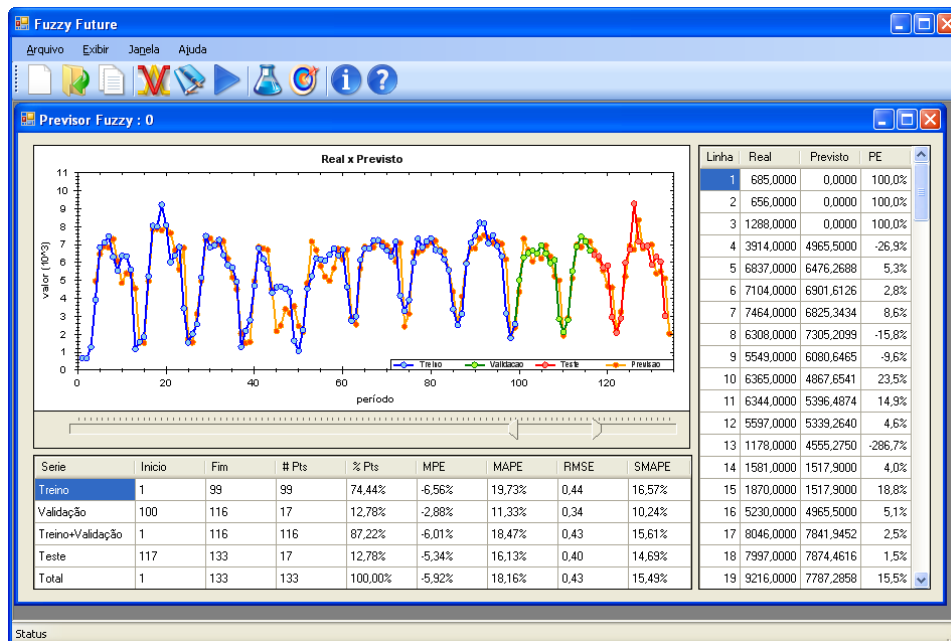 Fuzzy Future
Arquivo Exibir Janela Ajuda
Previsor Fuzzy : 0
Real x Previsto
valor (10^3)
11
10
9
8
7
6
5
4
3
2
1
0
0 20 40 60 80 100 120
Treino Validacao Teste Previsao
período
Serie Inicio Fim # Pts % Pts MPE MAPE RMSE SMAPE
Treino 1 99 99 74,44% -6,56% 19,73% 0,44 16,57%
Validação 100 116 17 12,78% -2,88% 11,33% 0,34 10,24%
Treino+Validação 1 116 116 87,22% -6,01% 18,47% 0,43 15,61%
Teste 117 133 17 12,78% -5,34% 16,13% 0,40 14,69%
Total 1 133 133 100,00% -5,92% 18,16% 0,43 15,49%
Linha Real Previsto PE
1 685,0000 0,0000 100,0%
2 656,0000 0,0000 100,0%
3 1288,0000 0,0000 100,0%
4 3914,0000 4965,5000 -26,9%
5 6837,0000 6476,2688 5,3%
6 7104,0000 6901,6126 2,8%
7 7464,0000 6825,3434 8,6%
8 6308,0000 7305,2099 -15,8%
9 5549,0000 6080,6465 -9,6%
10 6365,0000 4867,6541 23,5%
11 6344,0000 5396,4874 14,9%
12 5597,0000 5339,2640 4,6%
13 1178,0000 4555,2750 -286,7%
14 1581,0000 1517,9000 4,0%
15 1870,0000 1517,9000 18,8%
16 5230,0000 4965,5000 5,1%
17 8046,0000 7841,9452 2,5%
18 7997,0000 7874,4616 1,5%
19 9216,0000 7787,2858 15,5%
Status